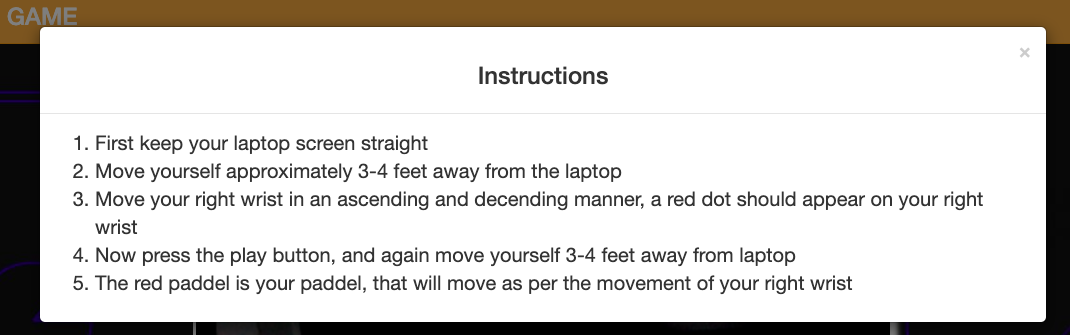 GAME
×
Instructions
1. First keep your laptop screen straight
2. Move yourself approximately 3-4 feet away from the laptop
3. Move your right wrist in an ascending and decending manner, a red dot should appear on your right
wrist
4. Now press the play button, and again move yourself 3-4 feet away from laptop
5. The red paddel is your paddel, that will move as per the movement of your right wrist